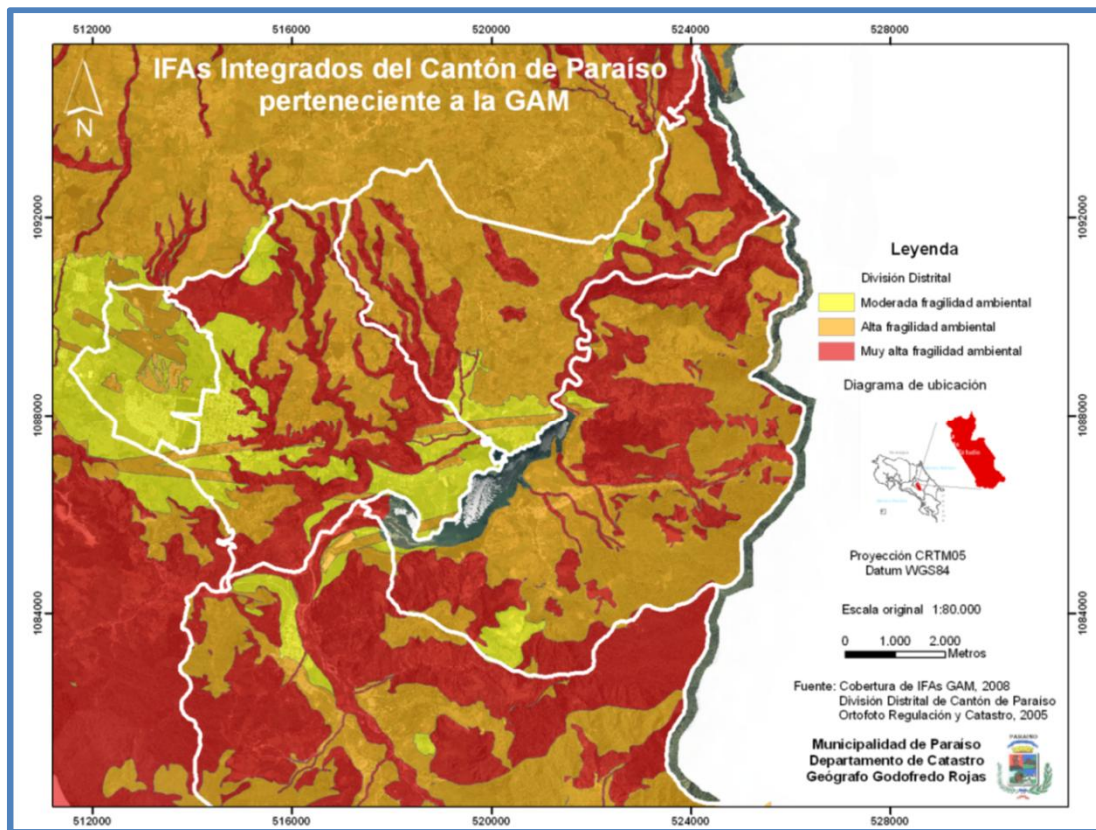 512000 516000 520000 524000 528000
IFAs Integrados del Cantón de Paraíso
perteneciente a la GAM
N
1092000 1092000
1088000 1088000
1084000 1084000
Leyenda
División Distrital
Moderada fragilidad ambiental
Alta fragilidad ambiental
Muy alta fragilidad ambiental
Diagrama de ubicación
Proyección CRTM05
Datum WGS84
Escala original 1:80.000
0 1.000 2.000
Metros
Fuente: Cobertura de IFAs GAM, 2008
División Distrital de Cantón de Paraíso
Ortofoto Regulación y Catastro, 2005
Municipalidad de Paraíso
Departamento de Catastro
Geógrafo Godofredo Rojas
PARAISO
512000 516000 520000 524000 528000